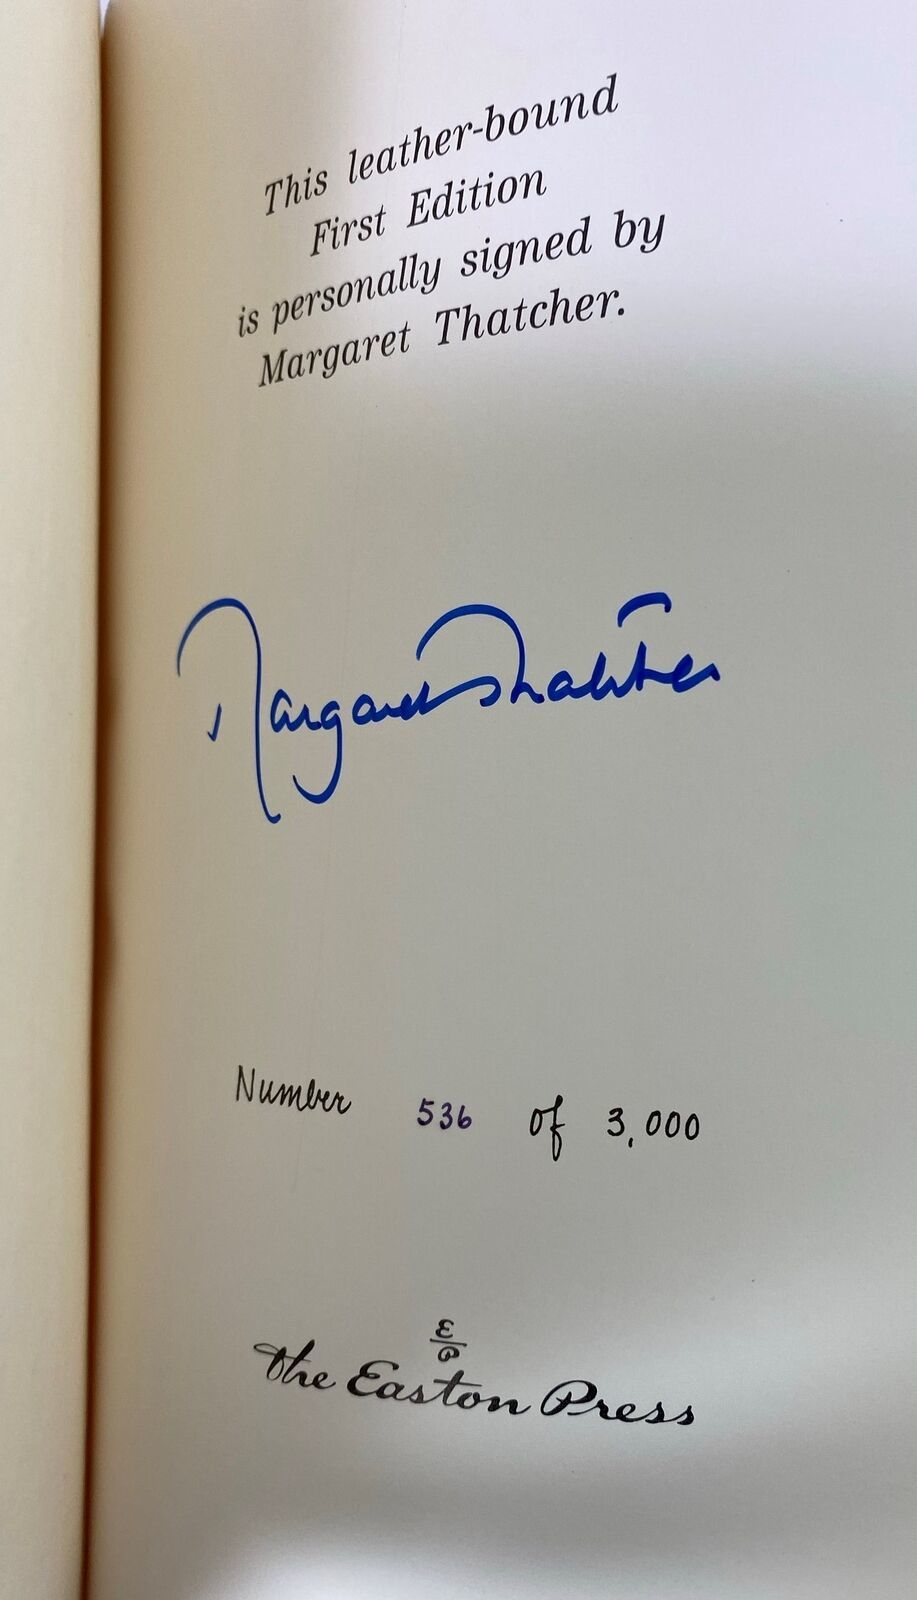 This leather-bound
First Edition
is personally signed by
Margaret Thatcher.
Margaret Thatcher
Number 536 of 3,000
E/P
The Easton Press